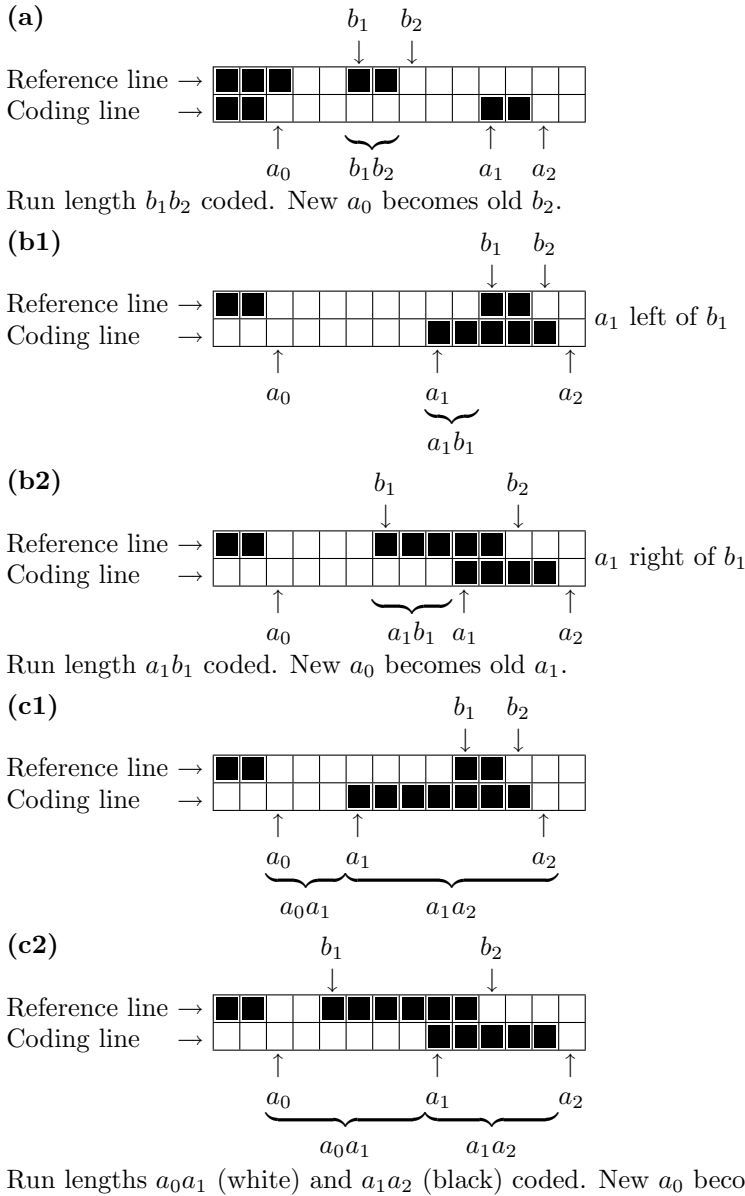 (a)
b₁ b₂
Reference line →
Coding line →
a₀ b₁b₂ a₁ a₂
Run length b₁b₂ coded. New a₀ becomes old b₂.
(b1)
b₁ b₂
Reference line →
a₁ left of b₁
Coding line →
a₀ a₁ a₂
a₁b₁
(b2)
b₁ b₂
Reference line →
a₁ right of b₁
Coding line →
a₀ a₁b₁ a₁ a₂
Run length a₁b₁ coded. New a₀ becomes old a₁.
(c1)
b₁ b₂
Reference line →
Coding line →
a₀ a₁ a₂
a₀a₁ a₁a₂
(c2)
b₁ b₂
Reference line →
Coding line →
a₀ a₁ a₂
a₀a₁ a₁a₂
Run lengths a₀a₁ (white) and a₁a₂ (black) coded. New a₀ beco